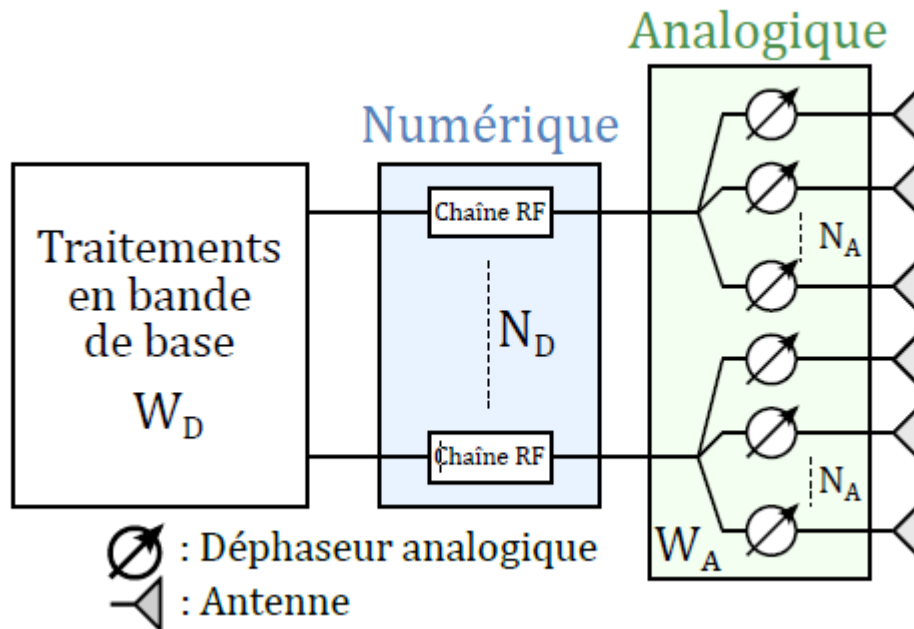 Analogique
Numérique
Traitements
en bande
de base
W_D
Chaîne RF
N_D
Chaîne RF
N_A
N_A
W_A
: Déphaseur analogique
: Antenne